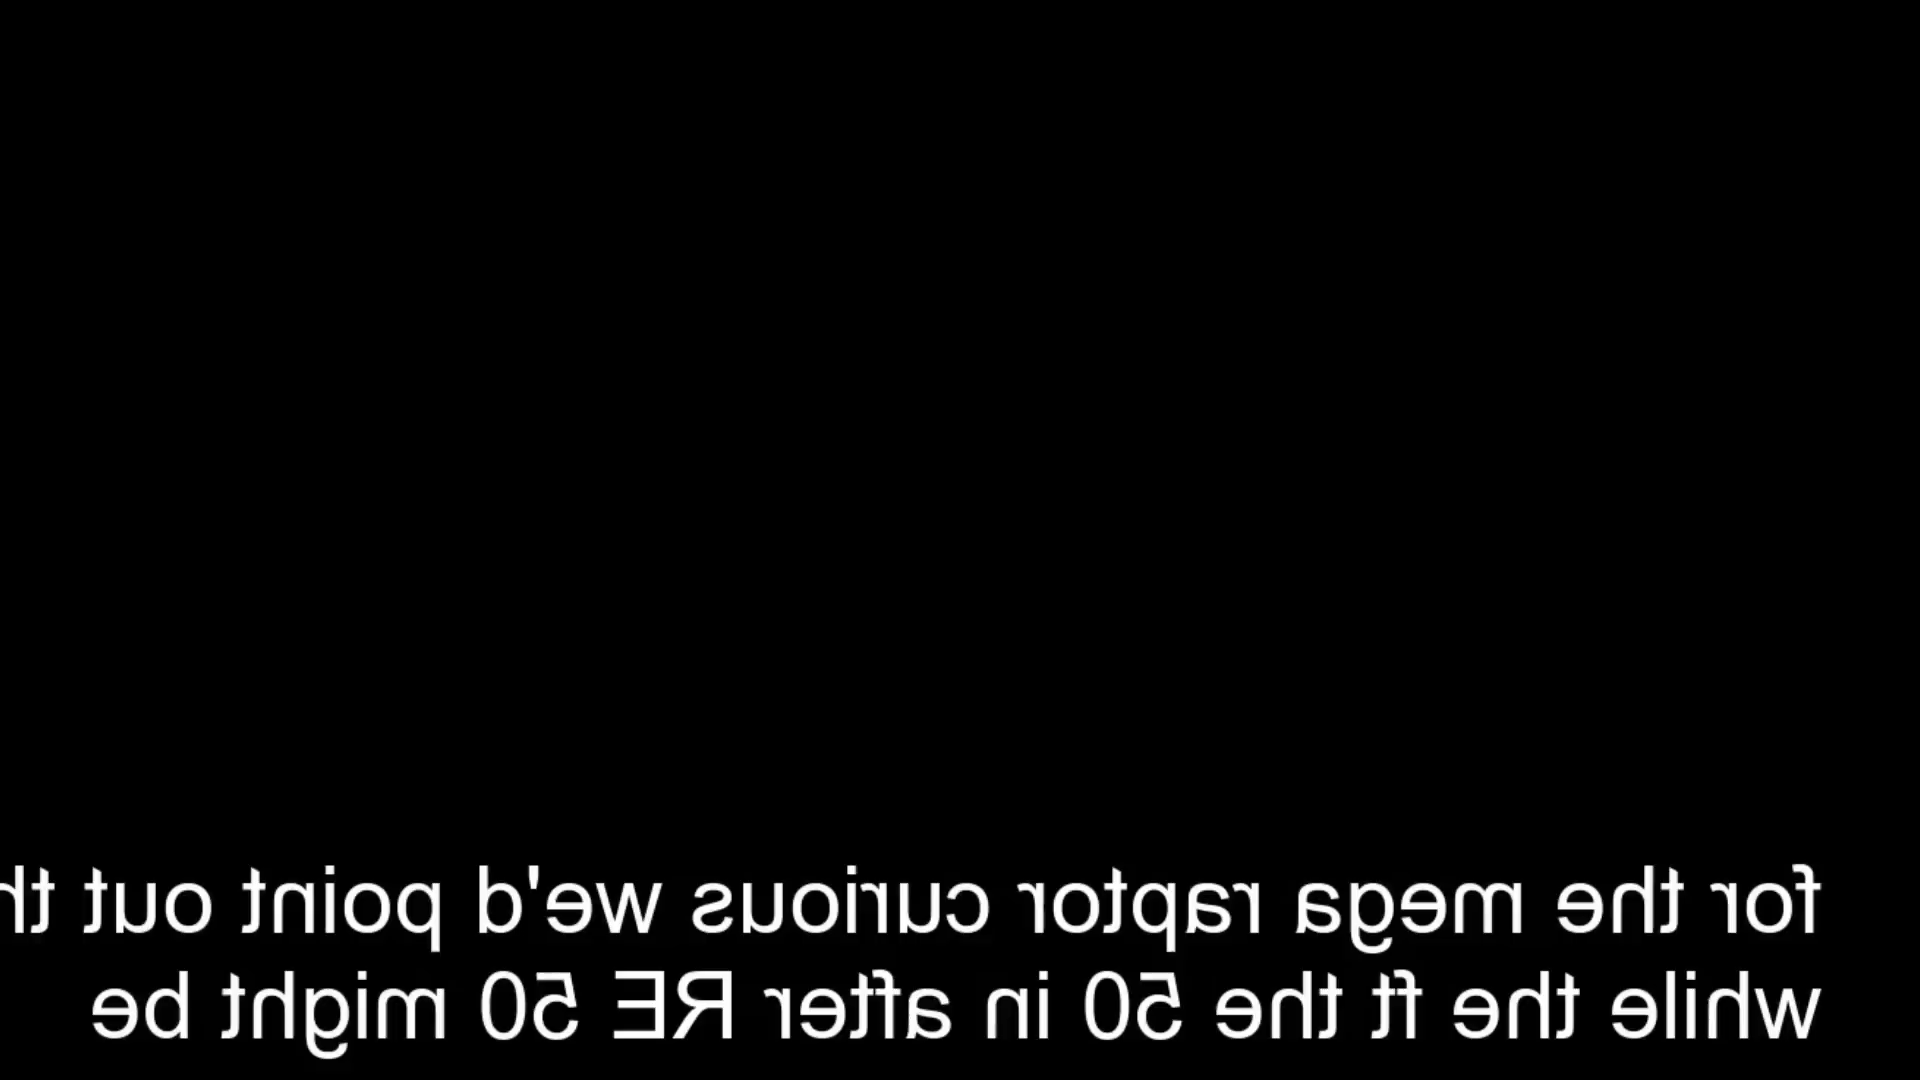 for the mega raptor curious we'd point out th
while the ft the 50 in after RE 50 might be